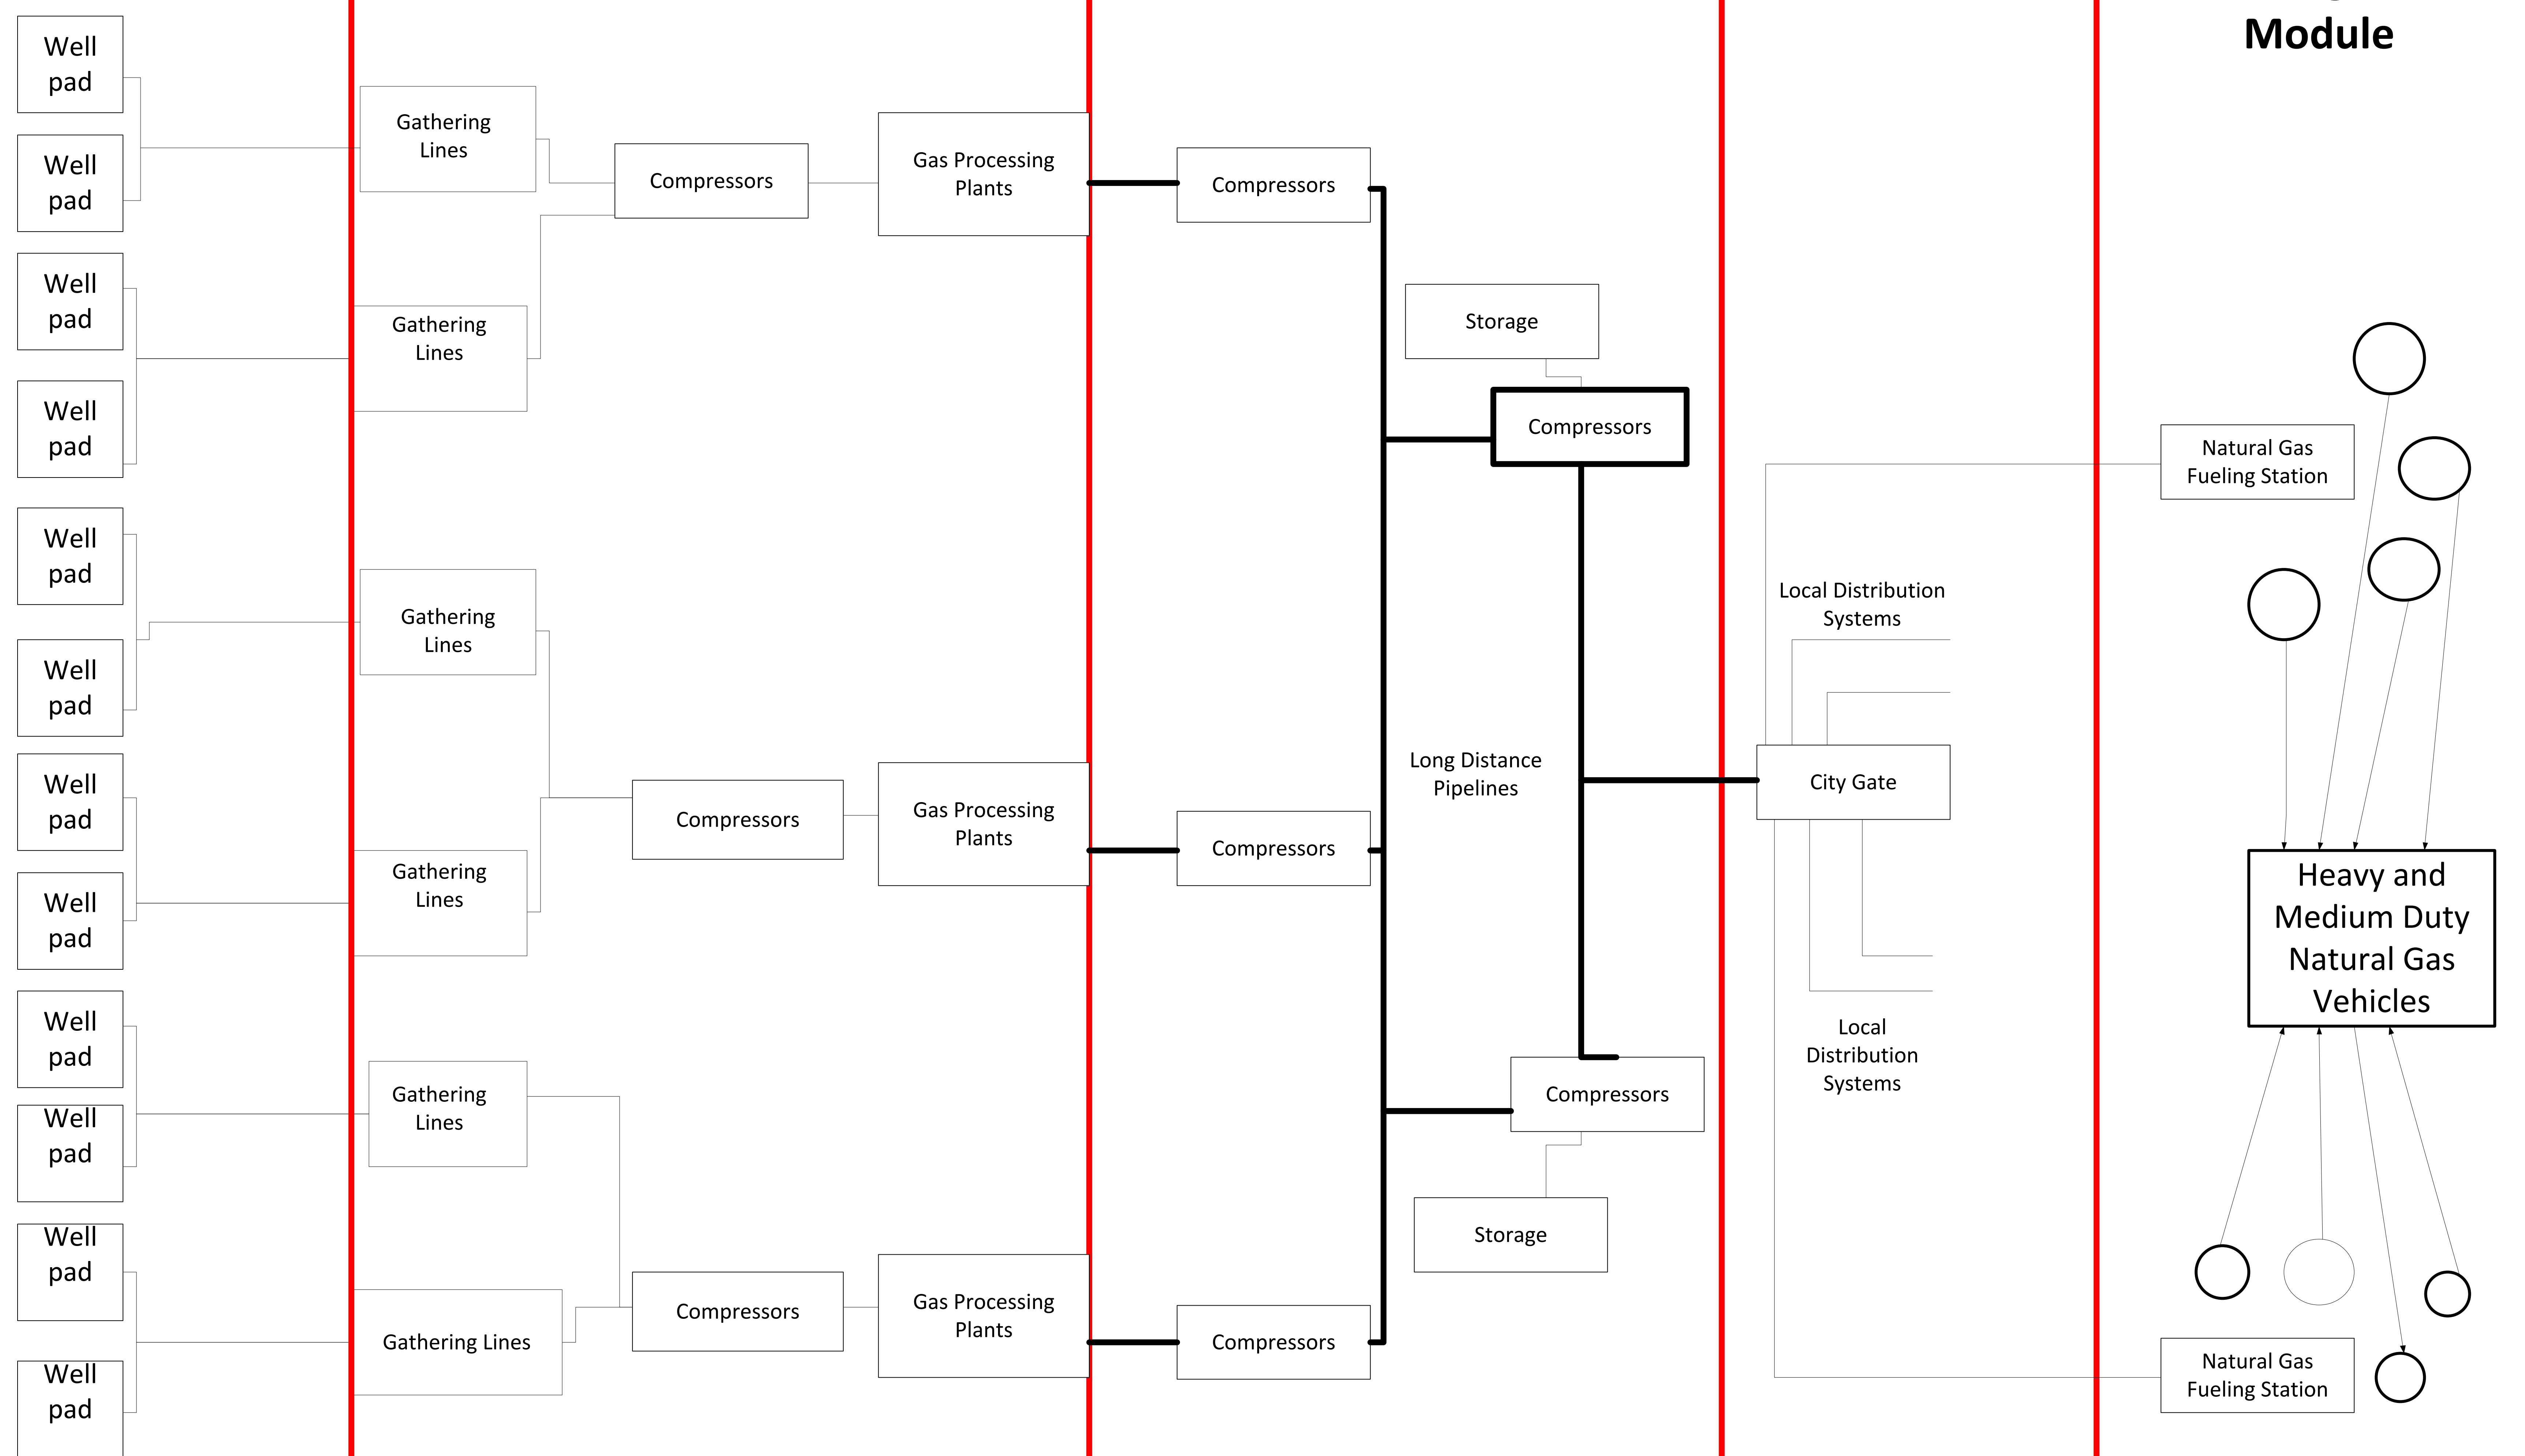 Module
Well
pad
Well
pad
Well
pad
Well
pad
Well
pad
Well
pad
Well
pad
Well
pad
Well
pad
Well
pad
Well
pad
Well
pad
Gathering
Lines
Gathering
Lines
Gathering
Lines
Gathering
Lines
Gathering
Lines
Gathering Lines
Compressors
Compressors
Compressors
Gas Processing
Plants
Gas Processing
Plants
Gas Processing
Plants
Compressors
Compressors
Compressors
Storage
Compressors
Long Distance
Pipelines
Compressors
Storage
Local Distribution
Systems
City Gate
Local
Distribution
Systems
Natural Gas
Fueling Station
Heavy and
Medium Duty
Natural Gas
Vehicles
Natural Gas
Fueling Station